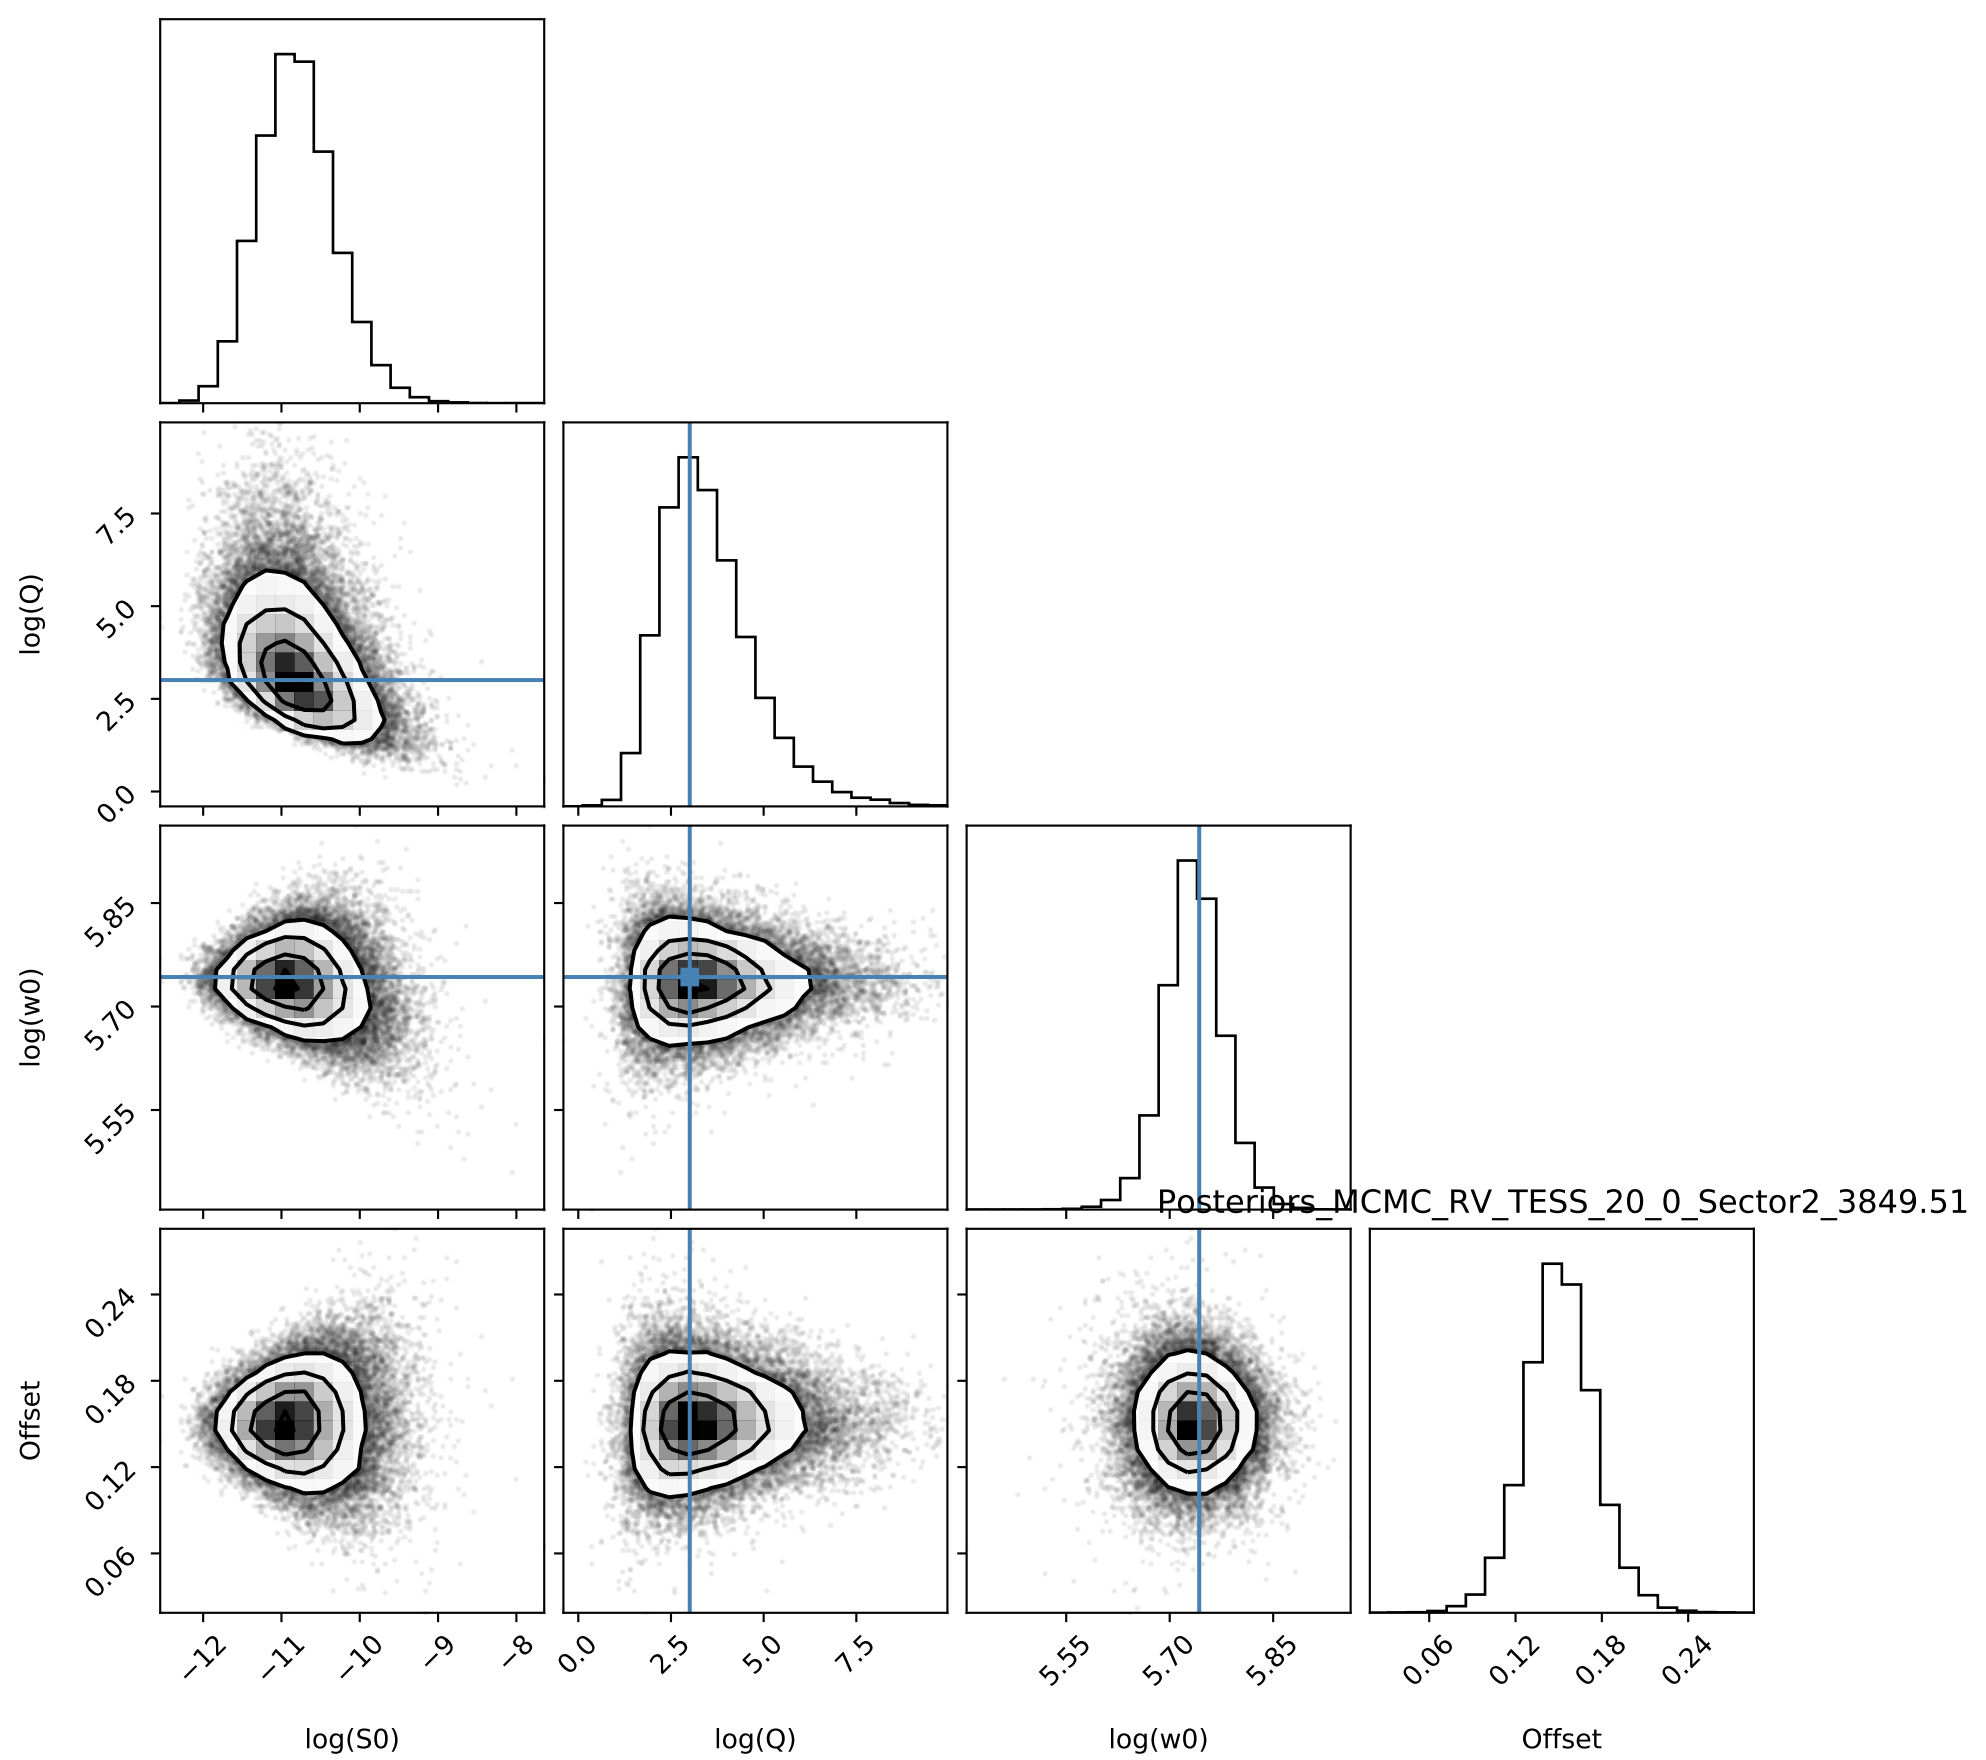 7.5
5.0
2.5
0.0
log(Q)
5.85
5.70
5.55
log(w0)
Posteriors_MCMC_RV_TESS_20_0_Sector2_3849.51
0.24
0.18
0.12
0.06
Offset
−12 −11 −10 −9 −8 0.0 2.5 5.0 7.5 5.55 5.70 5.85 0.06 0.12 0.18 0.24
log(S0) log(Q) log(w0) Offset